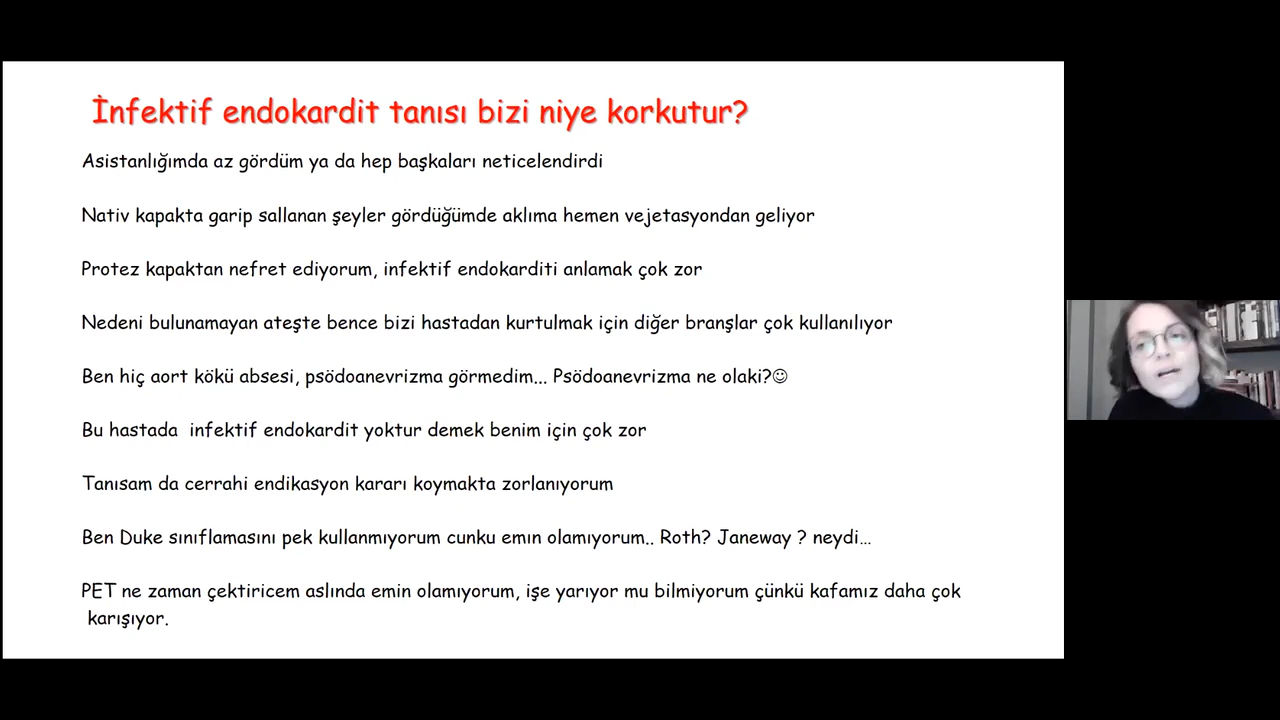 İnfektif endokardit tanısı bizi niye korkutur?
Asistanlığımda az gördüm ya da hep başkaları neticelendirdi
Nativ kapakta garip sallanan şeyler gördüğümde aklıma hemen vejetasyondan geliyor
Protez kapaktan nefret ediyorum, infektif endokarditi anlamak çok zor
Nedeni bulunamayan ateşte bence bizi hastadan kurtulmak için diğer branşlar çok kullanılıyor
Ben hiç aort kökü absesi, psödoanevrizma görmedim... Psödoanevrizma ne olaki?☺
Bu hastada  infektif endokardit yoktur demek benim için çok zor
Tanısam da cerrahi endikasyon kararı koymakta zorlanıyorum
Ben Duke sınıflamasını pek kullanmıyorum cunku emın olamıyorum.. Roth? Janeway ? neydi…
PET ne zaman çektiricem aslında emin olamıyorum, işe yarıyor mu bilmiyorum çünkü kafamız daha çok
karışıyor.